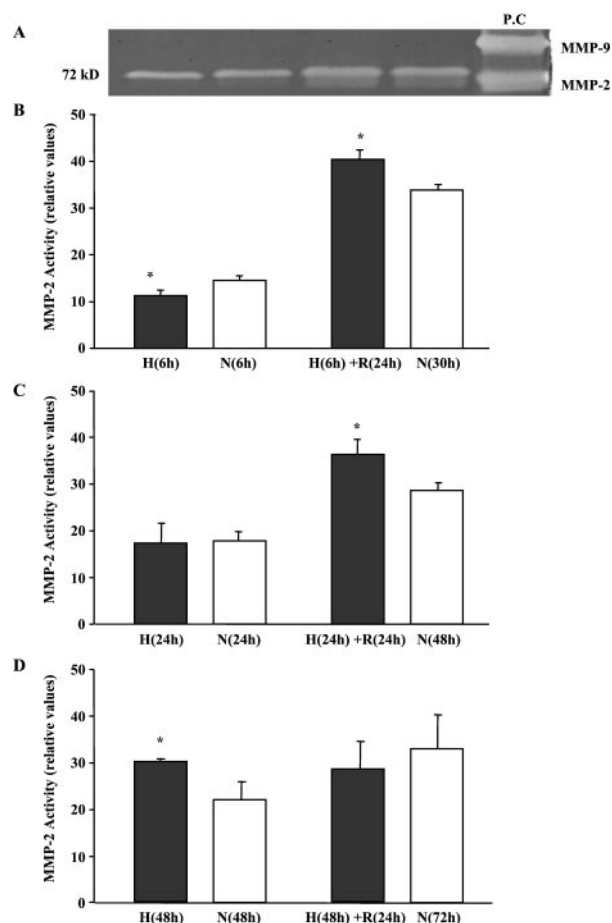 P.C
A
MMP-9
72 kD
MMP-2
B
MMP-2 Activity (relative values)
50
40
30
20
10
0
*
*
H(6h) N(6h) H(6h) +R(24h) N(30h)
C
MMP-2 Activity (relative values)
50
40
30
20
10
0
*
H(24h) N(24h) H(24h) +R(24h) N(48h)
D
MMP-2 Activity (relative values)
50
40
30
20
10
0
*
H(48h) N(48h) H(48h) +R(24h) N(72h)